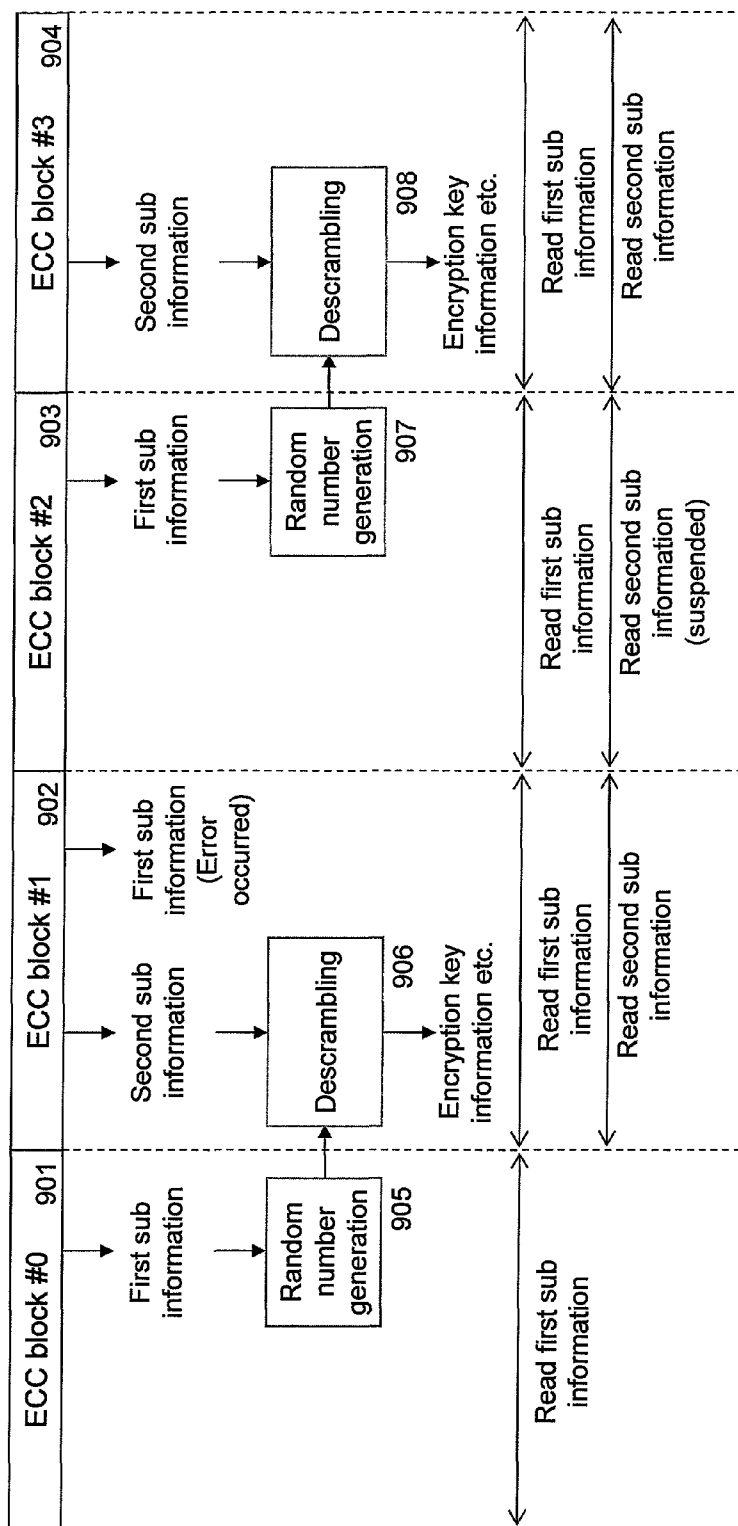 ECC block #0
901
ECC block #1
902
ECC block #2
903
ECC block #3
904
First sub
information
Second sub
information
First sub
information
(Error
occurred)
First sub
information
Second sub
information
Random
number
generation
905
Descrambling
906
Random
number
generation
907
Descrambling
908
Encryption key
information etc.
Encryption key
information etc.
Read first sub
information
Read first sub
information
Read first sub
information
Read first sub
information
Read second sub
information
Read second sub
information
(suspended)
Read second sub
information